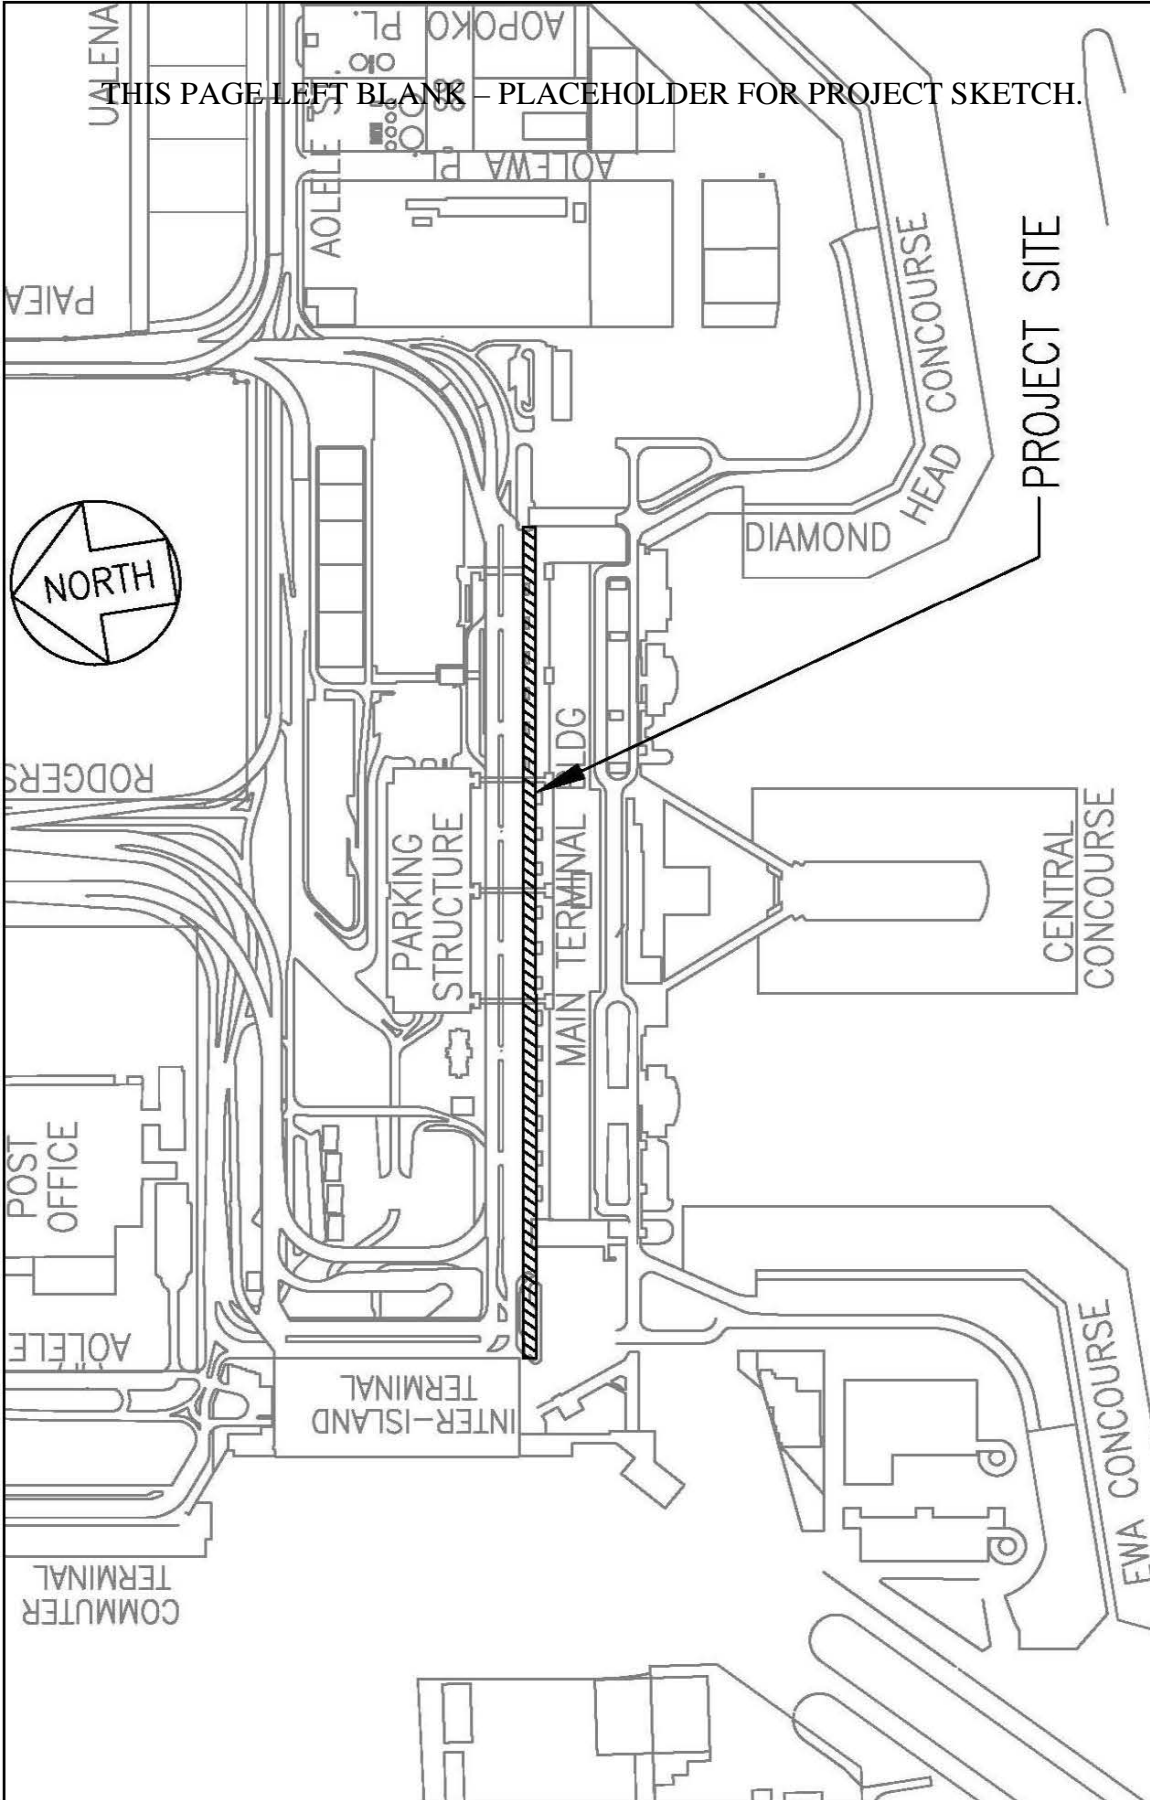 THIS PAGE LEFT BLANK – PLACEHOLDER FOR PROJECT SKETCH.
UALENA
AOPOKO
PL.
AOLELE ST
AOLEWA PL
PAIEA
NORTH
DIAMOND
HEAD CONCOURSE
PROJECT SITE
RODGERS
PARKING
STRUCTURE
MAIN TERMINAL BLDG
CENTRAL
CONCOURSE
POST
OFFICE
AOLELE
INTER-ISLAND
TERMINAL
COMMUTER
TERMINAL
EWA CONCOURSE